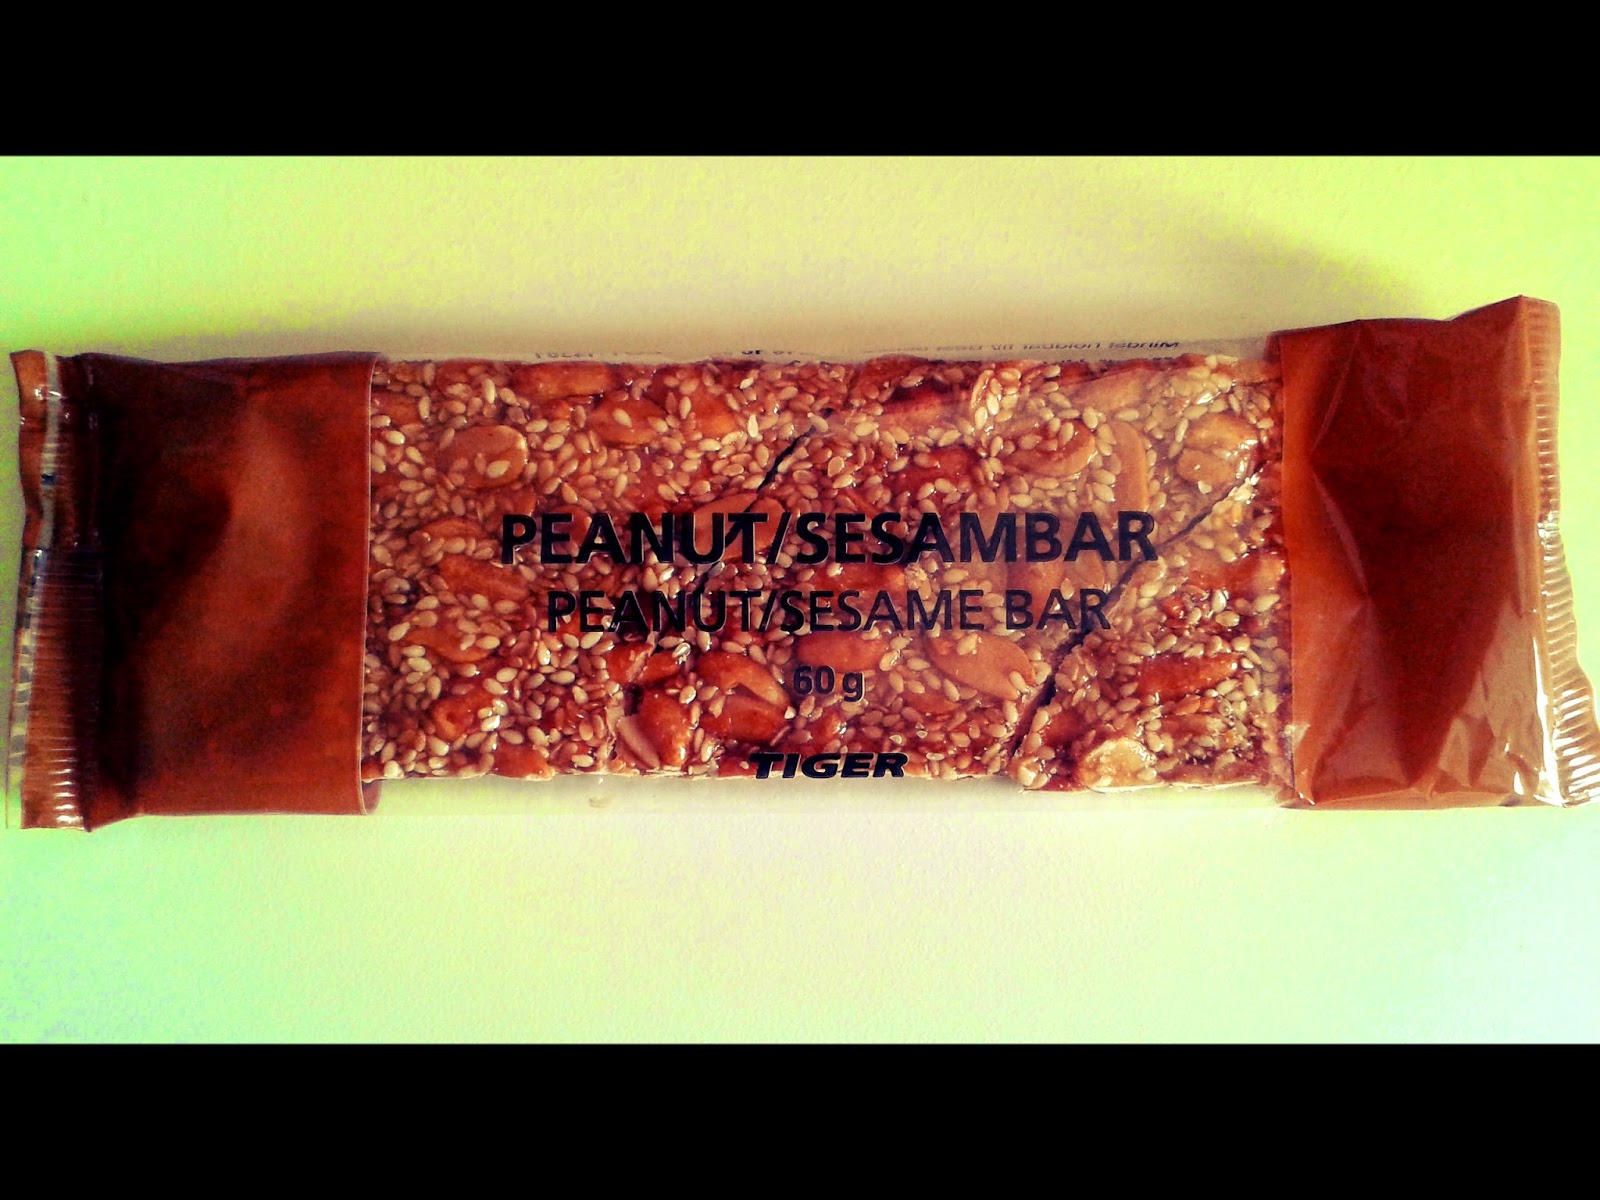 PEANUT/SESAMBAR
PEANUT/SESAME BAR
60 g
TIGER